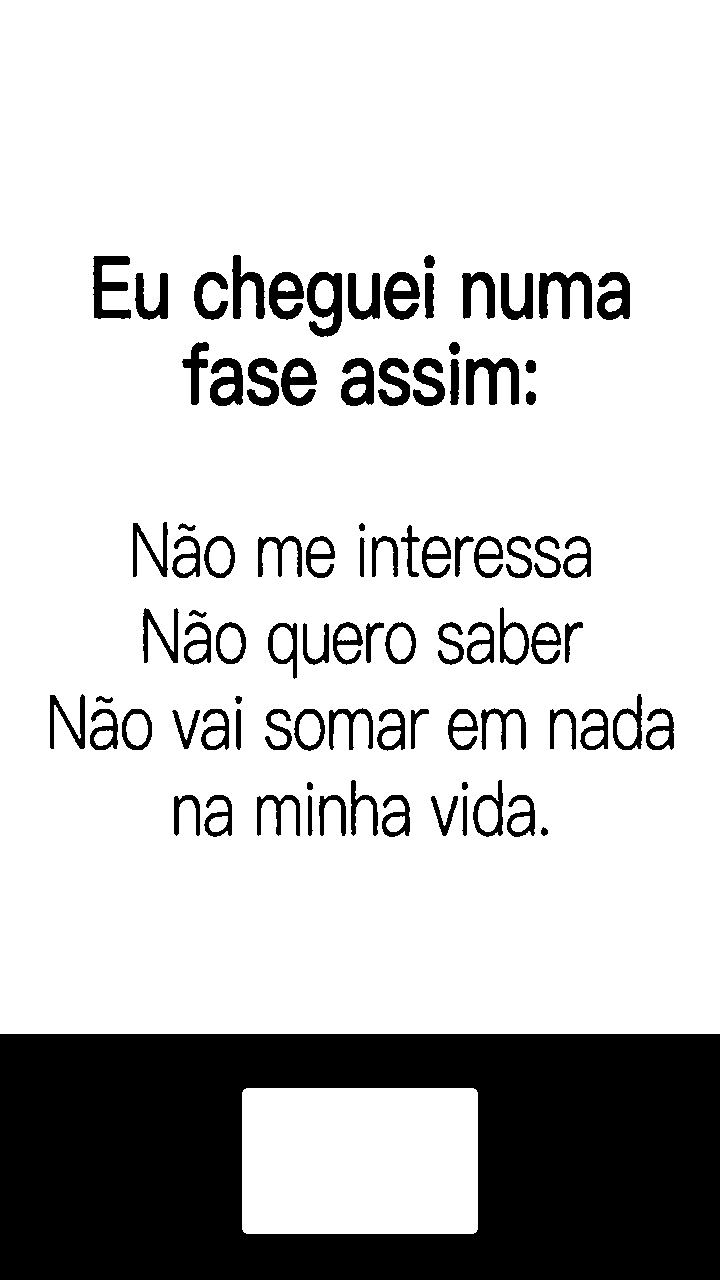 Eu cheguei numa
fase assim:
Não me interessa
Não quero saber
Não vai somar em nada
na minha vida.